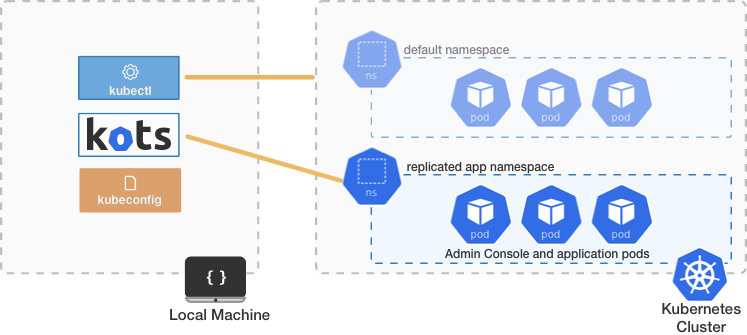 kubectl
kots
kubeconfig
{ }
Local Machine
ns
default namespace
pod
pod
pod
ns
replicated app namespace
pod
pod
pod
Admin Console and application pods
Kubernetes
Cluster